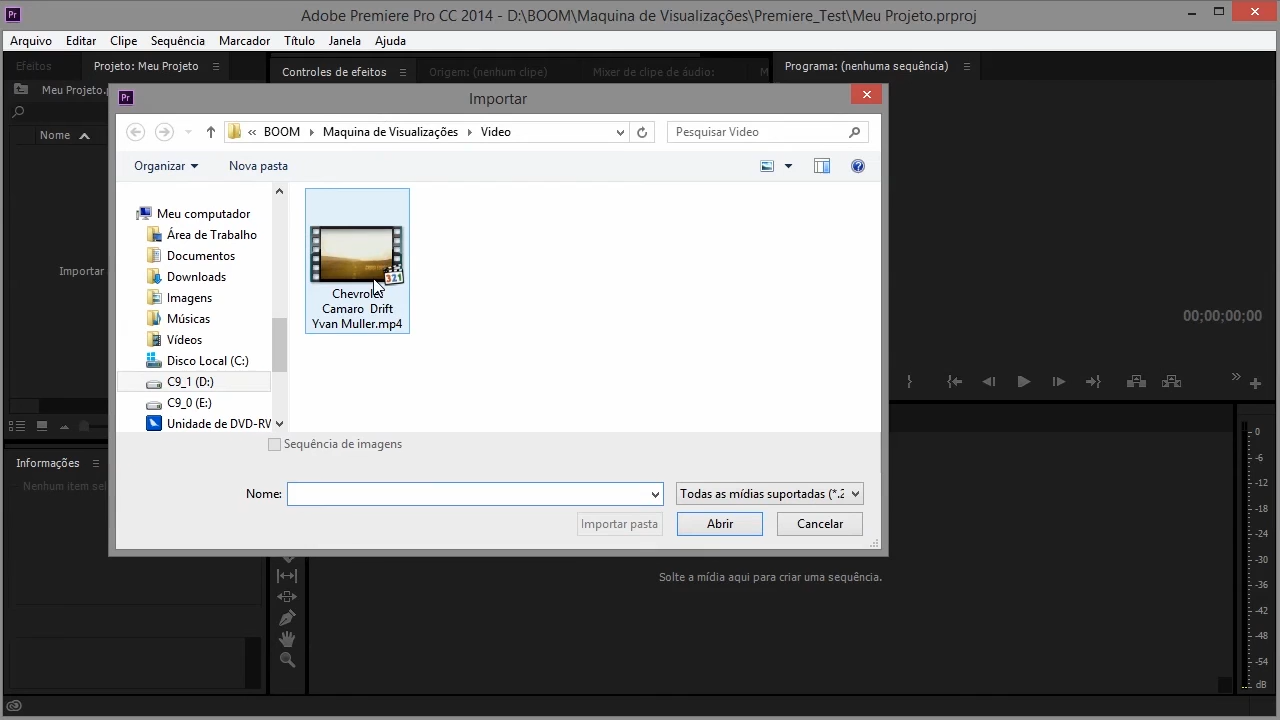 Adobe Premiere Pro CC 2014 - D:\BOOM\Maquina de Visualizações\Premiere_Test\Meu Projeto.prproj
Arquivo Editar Clipe Sequência Marcador Título Janela Ajuda
Efeitos Projeto: Meu Projeto Controles de efeitos Origem: (nenhum clipe) Mixer de clipe de áudio: M Programa: (nenhuma sequência)
Meu Projeto.p
Nome
Importar
00;00;00;00
Pr Importar
« BOOM Maquina de Visualizações Video Pesquisar Video
Organizar Nova pasta
Meu computador
Área de Trabalho
Documentos
Downloads
Imagens
Músicas
Vídeos
Disco Local (C:)
C9_1 (D:)
C9_0 (E:)
Unidade de DVD-RW
321
Chevrolet
Camaro Drift
Yvan Muller.mp4
Sequência de imagens
Nome: Todas as mídias suportadas (*.2
Importar pasta Abrir Cancelar
Informações
Nenhum item sel
Solte a mídia aqui para criar uma sequência.
0
-6
-12
-18
-24
-30
-36
-42
-48
-54
dB